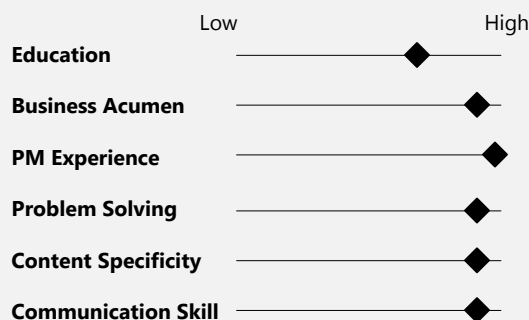 Low High
Education
Business Acumen
PM Experience
Problem Solving
Content Specificity
Communication Skill